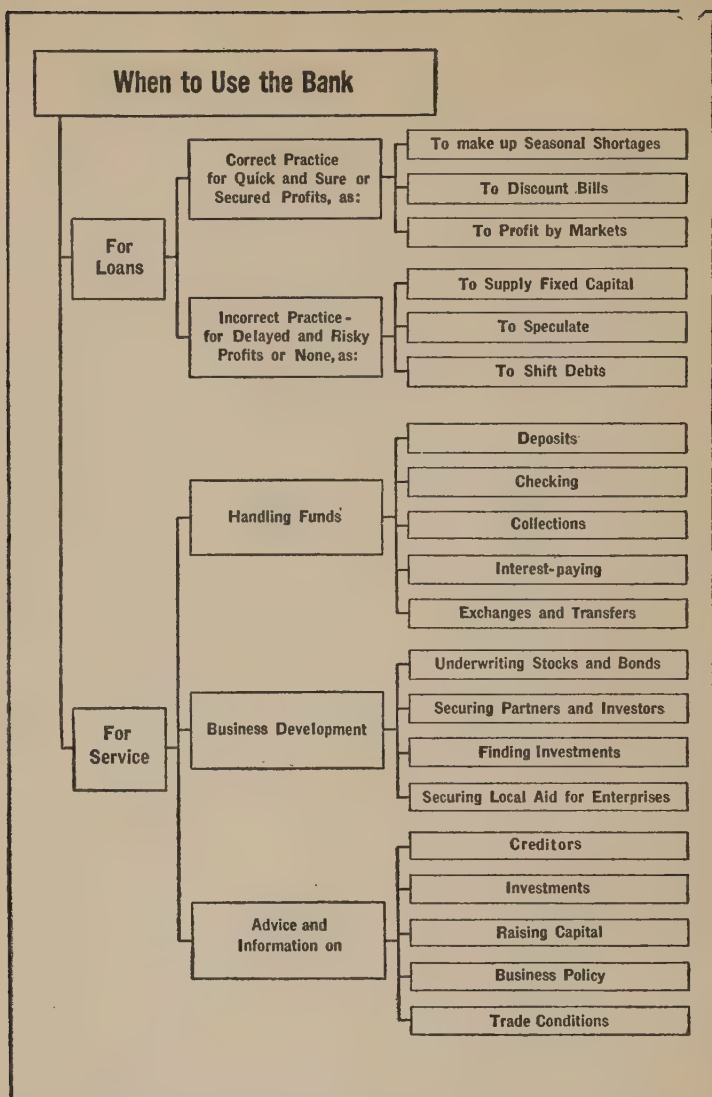 When to Use the Bank
For
Loans
Correct Practice
for Quick and Sure or
Secured Profits, as:
To make up Seasonal Shortages
To Discount Bills
To Profit by Markets
Incorrect Practice -
for Delayed and Risky
Profits or None, as:
To Supply Fixed Capital
To Speculate
To Shift Debts
For
Service
Handling Funds
Deposits
Checking
Collections
Interest-paying
Exchanges and Transfers
Business Development
Underwriting Stocks and Bonds
Securing Partners and Investors
Finding Investments
Securing Local Aid for Enterprises
Advice and
Information on
Creditors
Investments
Raising Capital
Business Policy
Trade Conditions